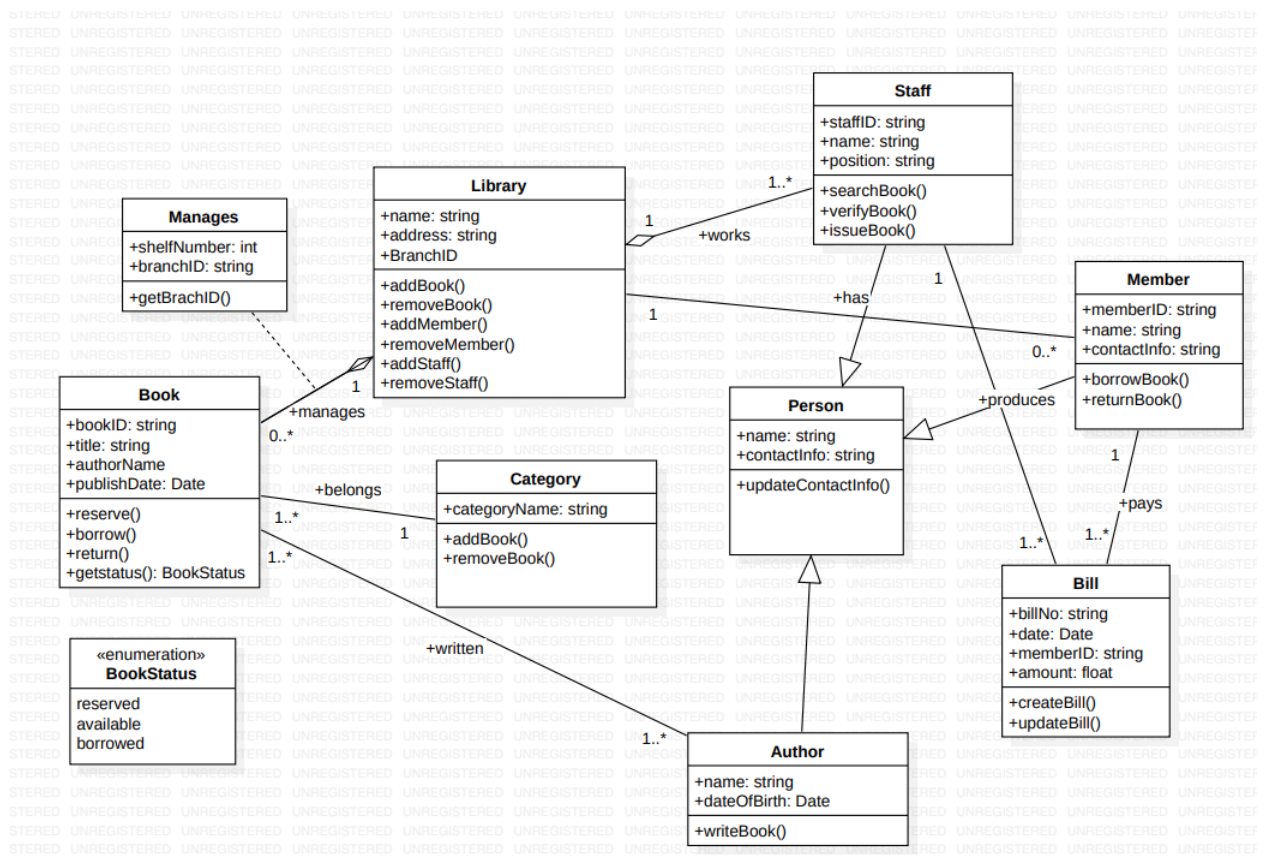 Staff
+staffID: string
+name: string
+position: string
+searchBook()
+verifyBook()
+issueBook()
Library
+name: string
+address: string
+BranchID
+addBook()
+removeBook()
+addMember()
+removeMember()
+addStaff()
+removeStaff()
1..*
1
+works
Manages
+shelfNumber: int
+branchID: string
+getBrachID()
Member
+memberID: string
+name: string
+contactInfo: string
+borrowBook()
+returnBook()
+has
1
1
0..*
Book
+bookID: string
+title: string
+authorName
+publishDate: Date
+reserve()
+borrow()
+return()
+getstatus(): BookStatus
1
+manages
0..*
Person
+name: string
+contactInfo: string
+updateContactInfo()
+produces
Category
+categoryName: string
+addBook()
+removeBook()
+belongs
1..*
1
1
+pays
1..*
1..*
1..*
Bill
+billNo: string
+date: Date
+memberID: string
+amount: float
+createBill()
+updateBill()
«enumeration»
BookStatus
reserved
available
borrowed
+written
1..*
Author
+name: string
+dateOfBirth: Date
+writeBook()
UNREGISTERED